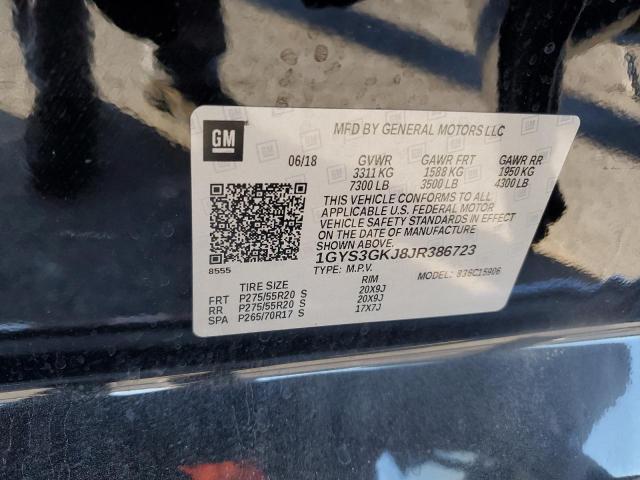 GM
MFD BY GENERAL MOTORS LLC
06/18 GVWR GAWR FRT GAWR RR
3311 KG 1588 KG 1950 KG
7300 LB 3500 LB 4300 LB
THIS VEHICLE CONFORMS TO ALL
APPLICABLE U.S. FEDERAL MOTOR
VEHICLE SAFETY STANDARDS IN EFFECT
ON THE DATE OF MANUFACTURE
SHOWN ABOVE.
1GYS3GKJ8JR386723
8555
TYPE: M.P.V. MODEL: 836C15906
TIRE SIZE RIM
FRT P275/55R20 S 20X9J
RR P275/55R20 S 20X9J
SPA P265/70R17 S 17X7J